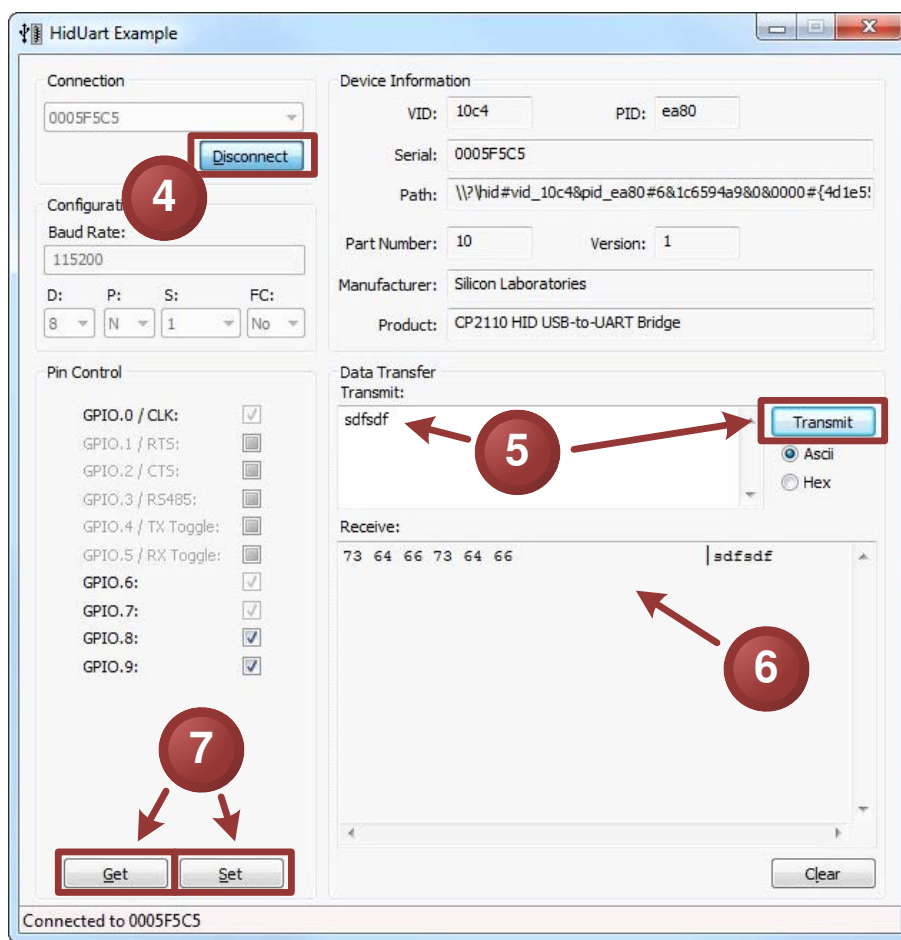 HidUart Example
Connection
0005F5C5
Disconnect
4
Configurati
Baud Rate:
115200
D: P: S: FC:
8 N 1 No
Device Information
VID: 10c4 PID: ea80
Serial: 0005F5C5
Path: \\?\hid#vid_10c4&pid_ea80#6&1c6594a9&0&0000#{4d1e5
Part Number: 10 Version: 1
Manufacturer: Silicon Laboratories
Product: CP2110 HID USB-to-UART Bridge
Pin Control
GPIO.0 / CLK:
GPIO.1 / RTS:
GPIO.2 / CTS:
GPIO.3 / RS485:
GPIO.4 / TX Toggle:
GPIO.5 / RX Toggle:
GPIO.6:
GPIO.7:
GPIO.8:
GPIO.9:
7
Get Set
Data Transfer
Transmit:
sdfsdf
5
Transmit
Ascii
Hex
Receive:
73 64 66 73 64 66 |sdfsdf
6
Clear
Connected to 0005F5C5